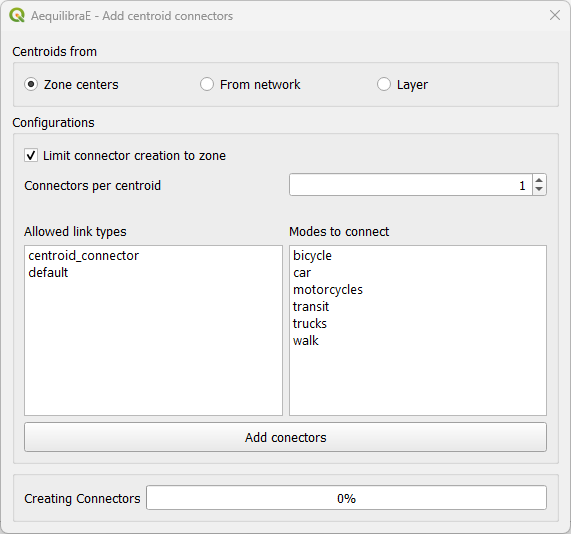 AequilibraE - Add centroid connectors
Centroids from
Zone centers From network Layer
Configurations
Limit connector creation to zone
Connectors per centroid 1
Allowed link types Modes to connect
centroid_connector bicycle
default car
motorcycles
transit
trucks
walk
Add conectors
Creating Connectors 0%